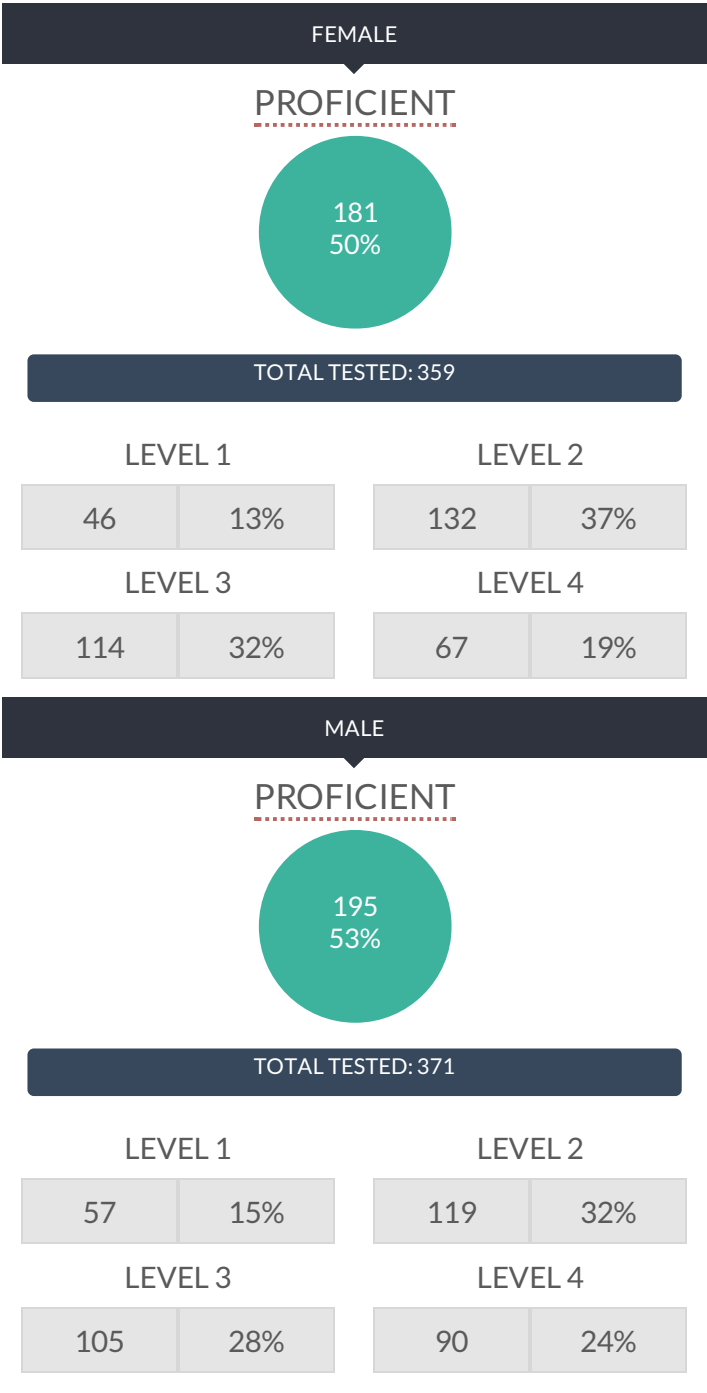 FEMALE
PROFICIENT
181
50%
TOTAL TESTED: 359
LEVEL 1 LEVEL 2
46 13% 132 37%
LEVEL 3 LEVEL 4
114 32% 67 19%
MALE
PROFICIENT
195
53%
TOTAL TESTED: 371
LEVEL 1 LEVEL 2
57 15% 119 32%
LEVEL 3 LEVEL 4
105 28% 90 24%